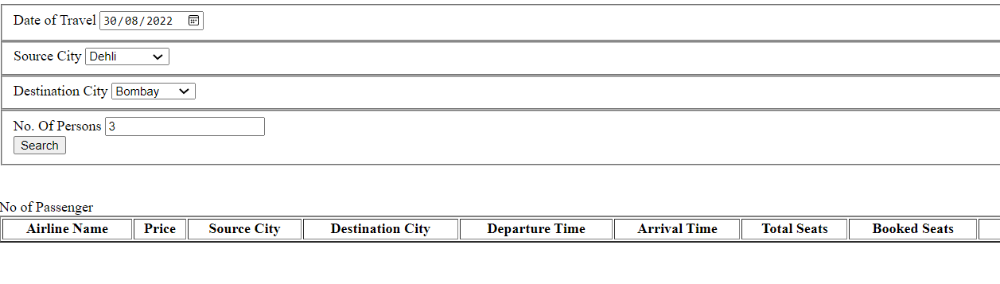 Date of Travel 30/08/2022
Source City Dehli
Destination City Bombay
No. Of Persons 3
Search
No of Passenger
Airline Name Price Source City Destination City Departure Time Arrival Time Total Seats Booked Seats